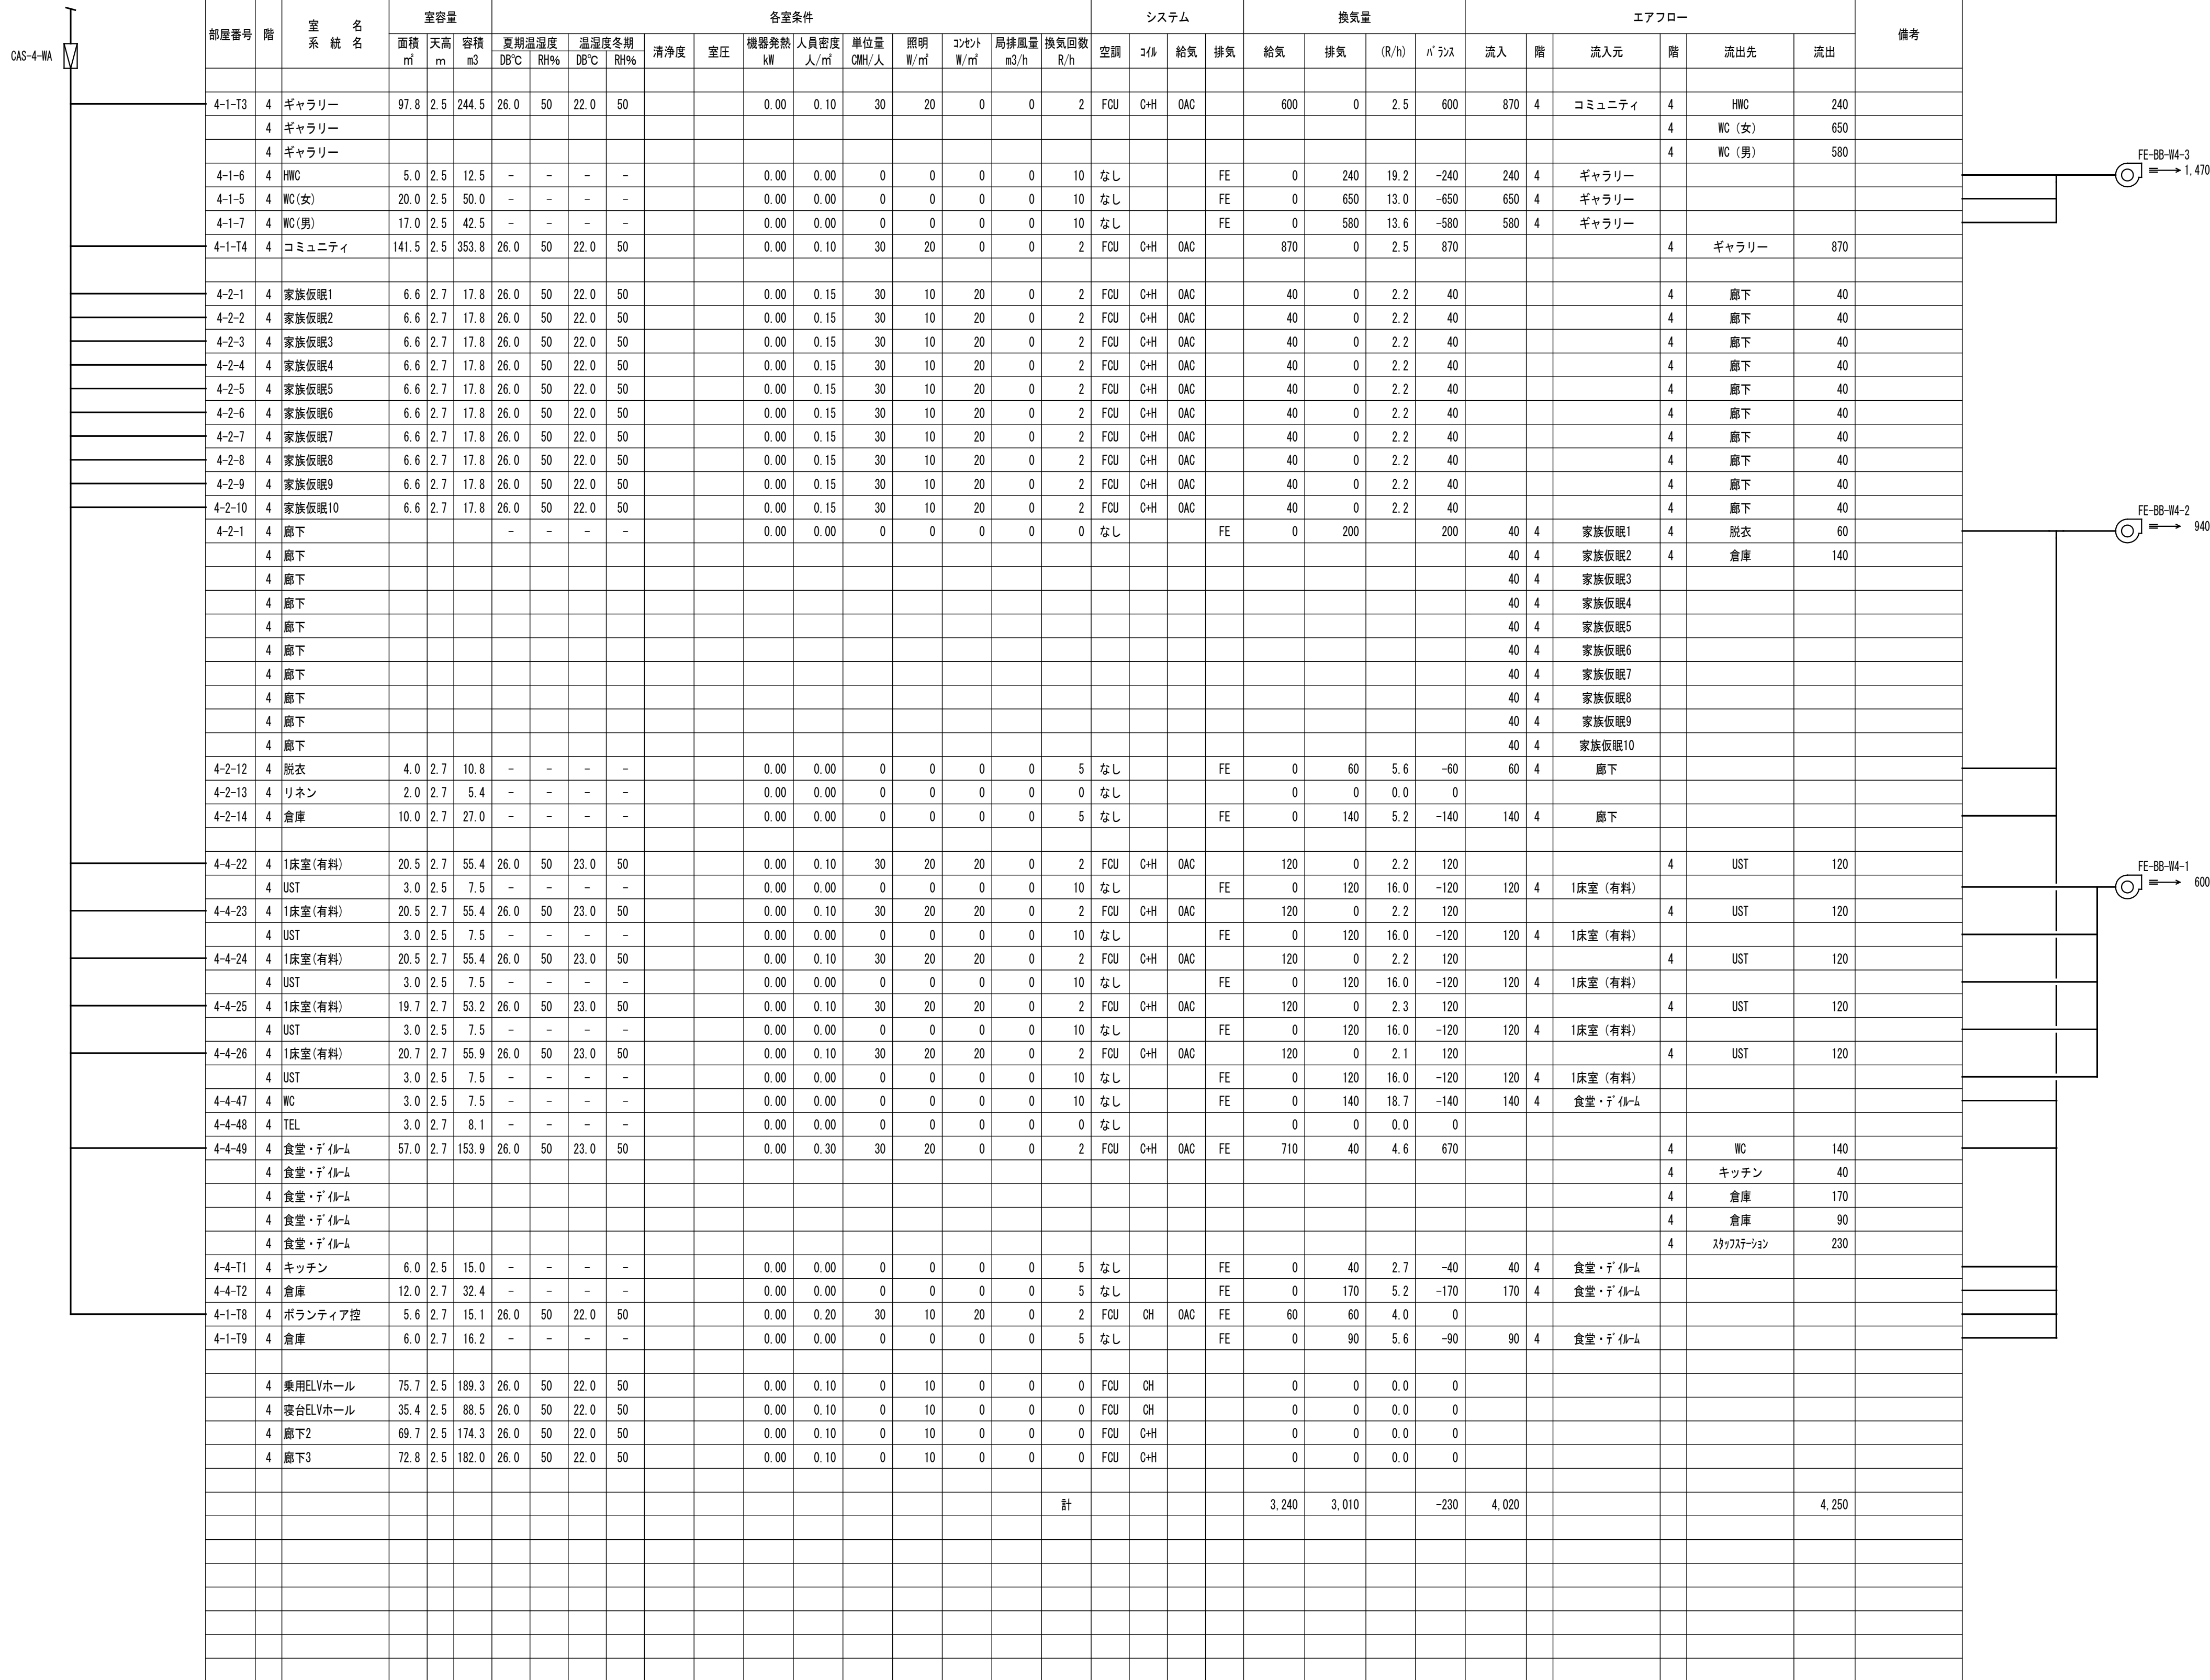 CAS-4-WA
部屋番号 階 室名 系統名 室容量 各室条件 システム 換気量 エアフロー 備考
面積 ㎡ 天高 m 容積 m3 夏期温湿度 DB℃ RH% 温湿度冬期 DB℃ RH% 清浄度 室圧 機器発熱 kW 人員密度 人/㎡ 単位量 CMH/人 照明 W/㎡ コンセント W/㎡ 局排風量 m3/h 換気回数 R/h 空調 コイル 給気 排気 給気 排気 (R/h) バランス 流入 階 流入元 階 流出先 流出
4-1-T3 4 ギャラリー 97.8 2.5 244.5 26.0 50 22.0 50 0.00 0.10 30 20 0 0 2 FCU C+H OAC 600 0 2.5 600 870 4 コミュニティ 4 HWC 240
4 ギャラリー 4 WC（女） 650
4 ギャラリー 4 WC（男） 580
4-1-6 4 HWC 5.0 2.5 12.5 - - - - 0.00 0.00 0 0 0 0 10 なし FE 0 240 19.2 -240 240 4 ギャラリー FE-BB-W4-3 1,470
4-1-5 4 WC(女) 20.0 2.5 50.0 - - - - 0.00 0.00 0 0 0 0 10 なし FE 0 650 13.0 -650 650 4 ギャラリー
4-1-7 4 WC(男) 17.0 2.5 42.5 - - - - 0.00 0.00 0 0 0 0 10 なし FE 0 580 13.6 -580 580 4 ギャラリー
4-1-T4 4 コミュニティ 141.5 2.5 353.8 26.0 50 22.0 50 0.00 0.10 30 20 0 0 2 FCU C+H OAC 870 0 2.5 870 4 ギャラリー 870
4-2-1 4 家族仮眠1 6.6 2.7 17.8 26.0 50 22.0 50 0.00 0.15 30 10 20 0 2 FCU C+H OAC 40 0 2.2 40 4 廊下 40
4-2-2 4 家族仮眠2 6.6 2.7 17.8 26.0 50 22.0 50 0.00 0.15 30 10 20 0 2 FCU C+H OAC 40 0 2.2 40 4 廊下 40
4-2-3 4 家族仮眠3 6.6 2.7 17.8 26.0 50 22.0 50 0.00 0.15 30 10 20 0 2 FCU C+H OAC 40 0 2.2 40 4 廊下 40
4-2-4 4 家族仮眠4 6.6 2.7 17.8 26.0 50 22.0 50 0.00 0.15 30 10 20 0 2 FCU C+H OAC 40 0 2.2 40 4 廊下 40
4-2-5 4 家族仮眠5 6.6 2.7 17.8 26.0 50 22.0 50 0.00 0.15 30 10 20 0 2 FCU C+H OAC 40 0 2.2 40 4 廊下 40
4-2-6 4 家族仮眠6 6.6 2.7 17.8 26.0 50 22.0 50 0.00 0.15 30 10 20 0 2 FCU C+H OAC 40 0 2.2 40 4 廊下 40
4-2-7 4 家族仮眠7 6.6 2.7 17.8 26.0 50 22.0 50 0.00 0.15 30 10 20 0 2 FCU C+H OAC 40 0 2.2 40 4 廊下 40
4-2-8 4 家族仮眠8 6.6 2.7 17.8 26.0 50 22.0 50 0.00 0.15 30 10 20 0 2 FCU C+H OAC 40 0 2.2 40 4 廊下 40
4-2-9 4 家族仮眠9 6.6 2.7 17.8 26.0 50 22.0 50 0.00 0.15 30 10 20 0 2 FCU C+H OAC 40 0 2.2 40 4 廊下 40
4-2-10 4 家族仮眠10 6.6 2.7 17.8 26.0 50 22.0 50 0.00 0.15 30 10 20 0 2 FCU C+H OAC 40 0 2.2 40 4 廊下 40
4-2-1 4 廊下 - - - - 0.00 0.00 0 0 0 0 0 なし FE 0 200 200 40 4 家族仮眠1 4 脱衣 60 FE-BB-W4-2 940
4 廊下 40 4 家族仮眠2 4 倉庫 140
4 廊下 40 4 家族仮眠3
4 廊下 40 4 家族仮眠4
4 廊下 40 4 家族仮眠5
4 廊下 40 4 家族仮眠6
4 廊下 40 4 家族仮眠7
4 廊下 40 4 家族仮眠8
4 廊下 40 4 家族仮眠9
4 廊下 40 4 家族仮眠10
4-2-12 4 脱衣 4.0 2.7 10.8 - - - - 0.00 0.00 0 0 0 0 5 なし FE 0 60 5.6 -60 60 4 廊下
4-2-13 4 リネン 2.0 2.7 5.4 - - - - 0.00 0.00 0 0 0 0 0 なし 0 0 0.0 0
4-2-14 4 倉庫 10.0 2.7 27.0 - - - - 0.00 0.00 0 0 0 0 5 なし FE 0 140 5.2 -140 140 4 廊下
4-4-22 4 1床室(有料) 20.5 2.7 55.4 26.0 50 23.0 50 0.00 0.10 30 20 20 0 2 FCU C+H OAC 120 0 2.2 120 4 UST 120
4 UST 3.0 2.5 7.5 - - - - 0.00 0.00 0 0 0 0 10 なし FE 0 120 16.0 -120 120 4 1床室（有料） FE-BB-W4-1 600
4-4-23 4 1床室(有料) 20.5 2.7 55.4 26.0 50 23.0 50 0.00 0.10 30 20 20 0 2 FCU C+H OAC 120 0 2.2 120 4 UST 120
4 UST 3.0 2.5 7.5 - - - - 0.00 0.00 0 0 0 0 10 なし FE 0 120 16.0 -120 120 4 1床室（有料）
4-4-24 4 1床室(有料) 20.5 2.7 55.4 26.0 50 23.0 50 0.00 0.10 30 20 20 0 2 FCU C+H OAC 120 0 2.2 120 4 UST 120
4 UST 3.0 2.5 7.5 - - - - 0.00 0.00 0 0 0 0 10 なし FE 0 120 16.0 -120 120 4 1床室（有料）
4-4-25 4 1床室(有料) 19.7 2.7 53.2 26.0 50 23.0 50 0.00 0.10 30 20 20 0 2 FCU C+H OAC 120 0 2.3 120 4 UST 120
4 UST 3.0 2.5 7.5 - - - - 0.00 0.00 0 0 0 0 10 なし FE 0 120 16.0 -120 120 4 1床室（有料）
4-4-26 4 1床室(有料) 20.7 2.7 55.9 26.0 50 23.0 50 0.00 0.10 30 20 20 0 2 FCU C+H OAC 120 0 2.1 120 4 UST 120
4 UST 3.0 2.5 7.5 - - - - 0.00 0.00 0 0 0 0 10 なし FE 0 120 16.0 -120 120 4 1床室（有料）
4-4-47 4 WC 3.0 2.5 7.5 - - - - 0.00 0.00 0 0 0 0 10 なし FE 0 140 18.7 -140 140 4 食堂・デイルーム
4-4-48 4 TEL 3.0 2.7 8.1 - - - - 0.00 0.00 0 0 0 0 0 なし 0 0 0.0 0
4-4-49 4 食堂・デイルーム 57.0 2.7 153.9 26.0 50 23.0 50 0.00 0.30 30 20 0 0 2 FCU C+H OAC FE 710 40 4.6 670 4 WC 140
4 食堂・デイルーム 4 キッチン 40
4 食堂・デイルーム 4 倉庫 170
4 食堂・デイルーム 4 倉庫 90
4 食堂・デイルーム 4 スタッフステーション 230
4-4-T1 4 キッチン 6.0 2.5 15.0 - - - - 0.00 0.00 0 0 0 0 5 なし FE 0 40 2.7 -40 40 4 食堂・デイルーム
4-4-T2 4 倉庫 12.0 2.7 32.4 - - - - 0.00 0.00 0 0 0 0 5 なし FE 0 170 5.2 -170 170 4 食堂・デイルーム
4-1-T8 4 ボランティア控 5.6 2.7 15.1 26.0 50 22.0 50 0.00 0.20 30 10 20 0 2 FCU CH OAC FE 60 60 4.0 0
4-1-T9 4 倉庫 6.0 2.7 16.2 - - - - 0.00 0.00 0 0 0 0 5 なし FE 0 90 5.6 -90 90 4 食堂・デイルーム
4 乗用ELVホール 75.7 2.5 189.3 26.0 50 22.0 50 0.00 0.10 0 10 0 0 0 FCU CH 0 0 0.0 0
4 寝台ELVホール 35.4 2.5 88.5 26.0 50 22.0 50 0.00 0.10 0 10 0 0 0 FCU CH 0 0 0.0 0
4 廊下2 69.7 2.5 174.3 26.0 50 22.0 50 0.00 0.10 0 10 0 0 0 FCU C+H 0 0 0.0 0
4 廊下3 72.8 2.5 182.0 26.0 50 22.0 50 0.00 0.10 0 10 0 0 0 FCU C+H 0 0 0.0 0
計 3,240 3,010 -230 4,020 4,250